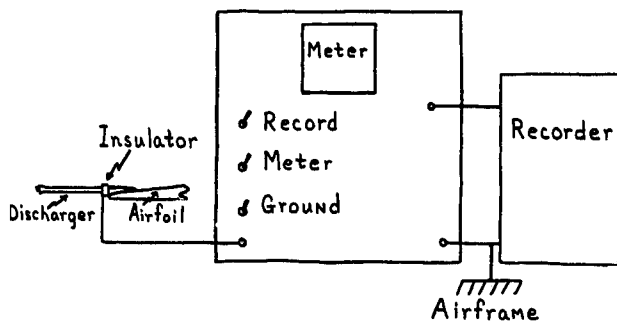 Meter
Record
Meter
Ground
Insulator
Discharger
Airfoil
Recorder
Airframe